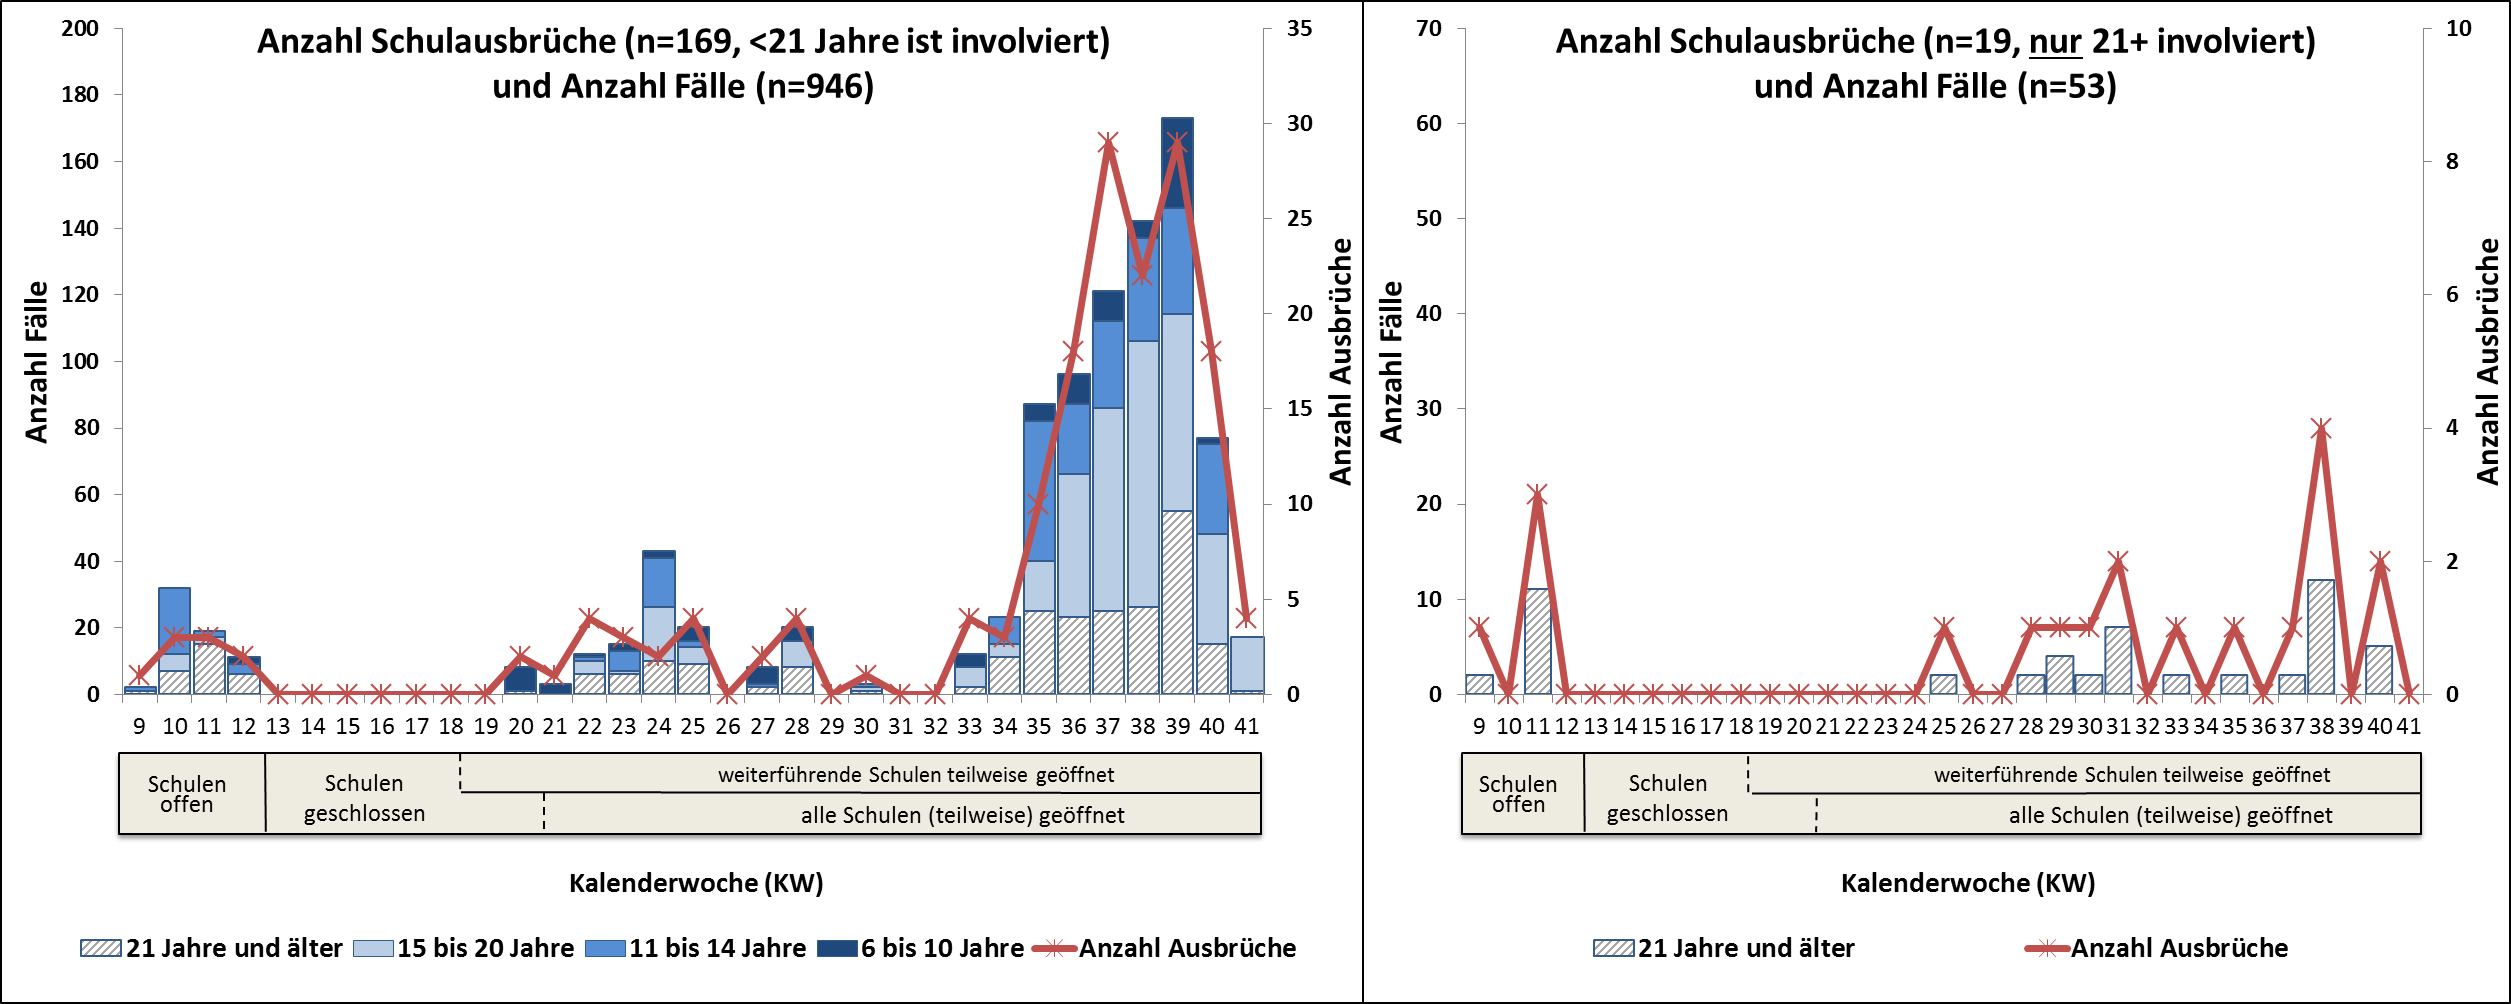 Anzahl Schulausbrüche (n=169, <21 Jahre ist involviert)
und Anzahl Fälle (n=946)
200
180
160
140
120
100
80
60
40
20
0
Anzahl Fälle
35
30
25
20
15
10
5
0
Anzahl Ausbrüche
9 10 11 12 13 14 15 16 17 18 19 20 21 22 23 24 25 26 27 28 29 30 31 32 33 34 35 36 37 38 39 40 41
Schulen
offen
Schulen
geschlossen
weiterführende Schulen teilweise geöffnet
alle Schulen (teilweise) geöffnet
Kalenderwoche (KW)
21 Jahre und älter 15 bis 20 Jahre 11 bis 14 Jahre 6 bis 10 Jahre Anzahl Ausbrüche
Anzahl Schulausbrüche (n=19, nur 21+ involviert)
und Anzahl Fälle (n=53)
70
60
50
40
30
20
10
0
Anzahl Fälle
10
8
6
4
2
0
Anzahl Ausbrüche
9 10 11 12 13 14 15 16 17 18 19 20 21 22 23 24 25 26 27 28 29 30 31 32 33 34 35 36 37 38 39 40 41
Schulen
offen
Schulen
geschlossen
weiterführende Schulen teilweise geöffnet
alle Schulen (teilweise) geöffnet
Kalenderwoche (KW)
21 Jahre und älter Anzahl Ausbrüche